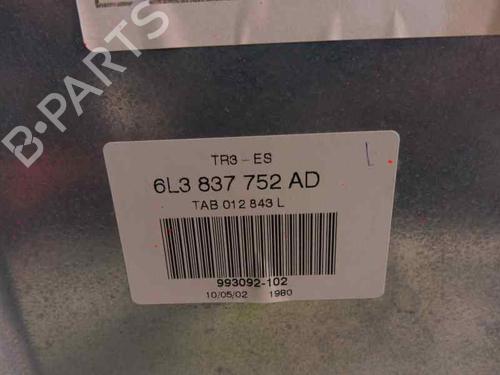 B-PARTS
TR3 - ES
6L3 837 752 AD
TAB 012 843 L
993092-102
10/05/02 1980